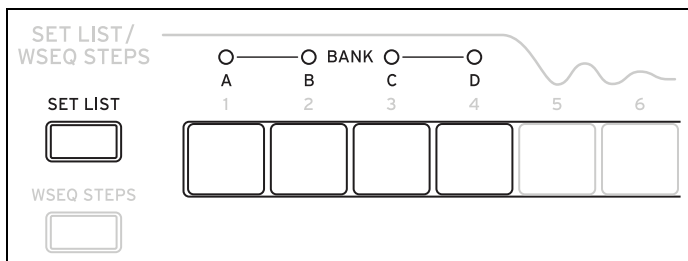 SET LIST/
WSEQ STEPS
BANK
A B C D
1 2 3 4 5 6
SET LIST
WSEQ STEPS